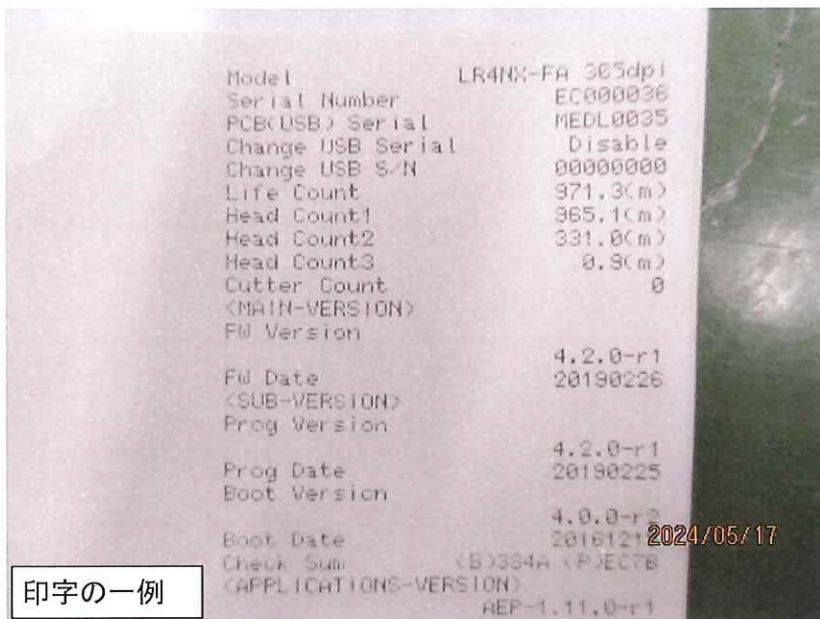 Model LR4NX-FA 305dpi
Serial Number EC000036
PCB(USB) Serial MEDL0035
Change USB Serial Disable
Change USB S/N 00000000
Life Count 971.3(m)
Head Count1 965.1(m)
Head Count2 331.0(m)
Head Count3 0.9(m)
Cutter Count 0
<MAIN-VERSION>
FW Version
4.2.0-r1
FW Date 20190226
<SUB-VERSION>
Prog Version
4.2.0-r1
Prog Date 20190225
Boot Version
4.0.0-r2
Boot Date
2024/05/17
Check Sum (B)384A (P)EC7B
<APPLICATIONS-VERSION>
AEP-1.11.0-r1
印字の一例